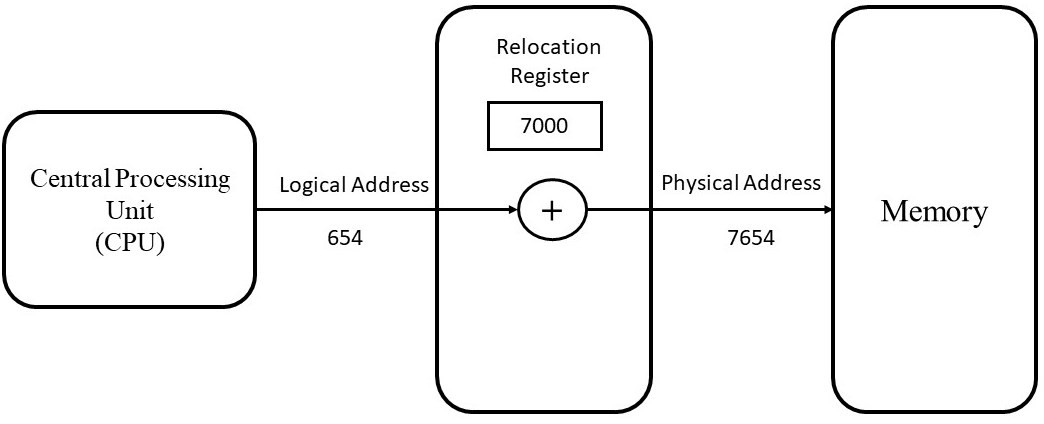 Central Processing
Unit
(CPU)
Logical Address
654
Relocation
Register
7000
+
Physical Address
7654
Memory